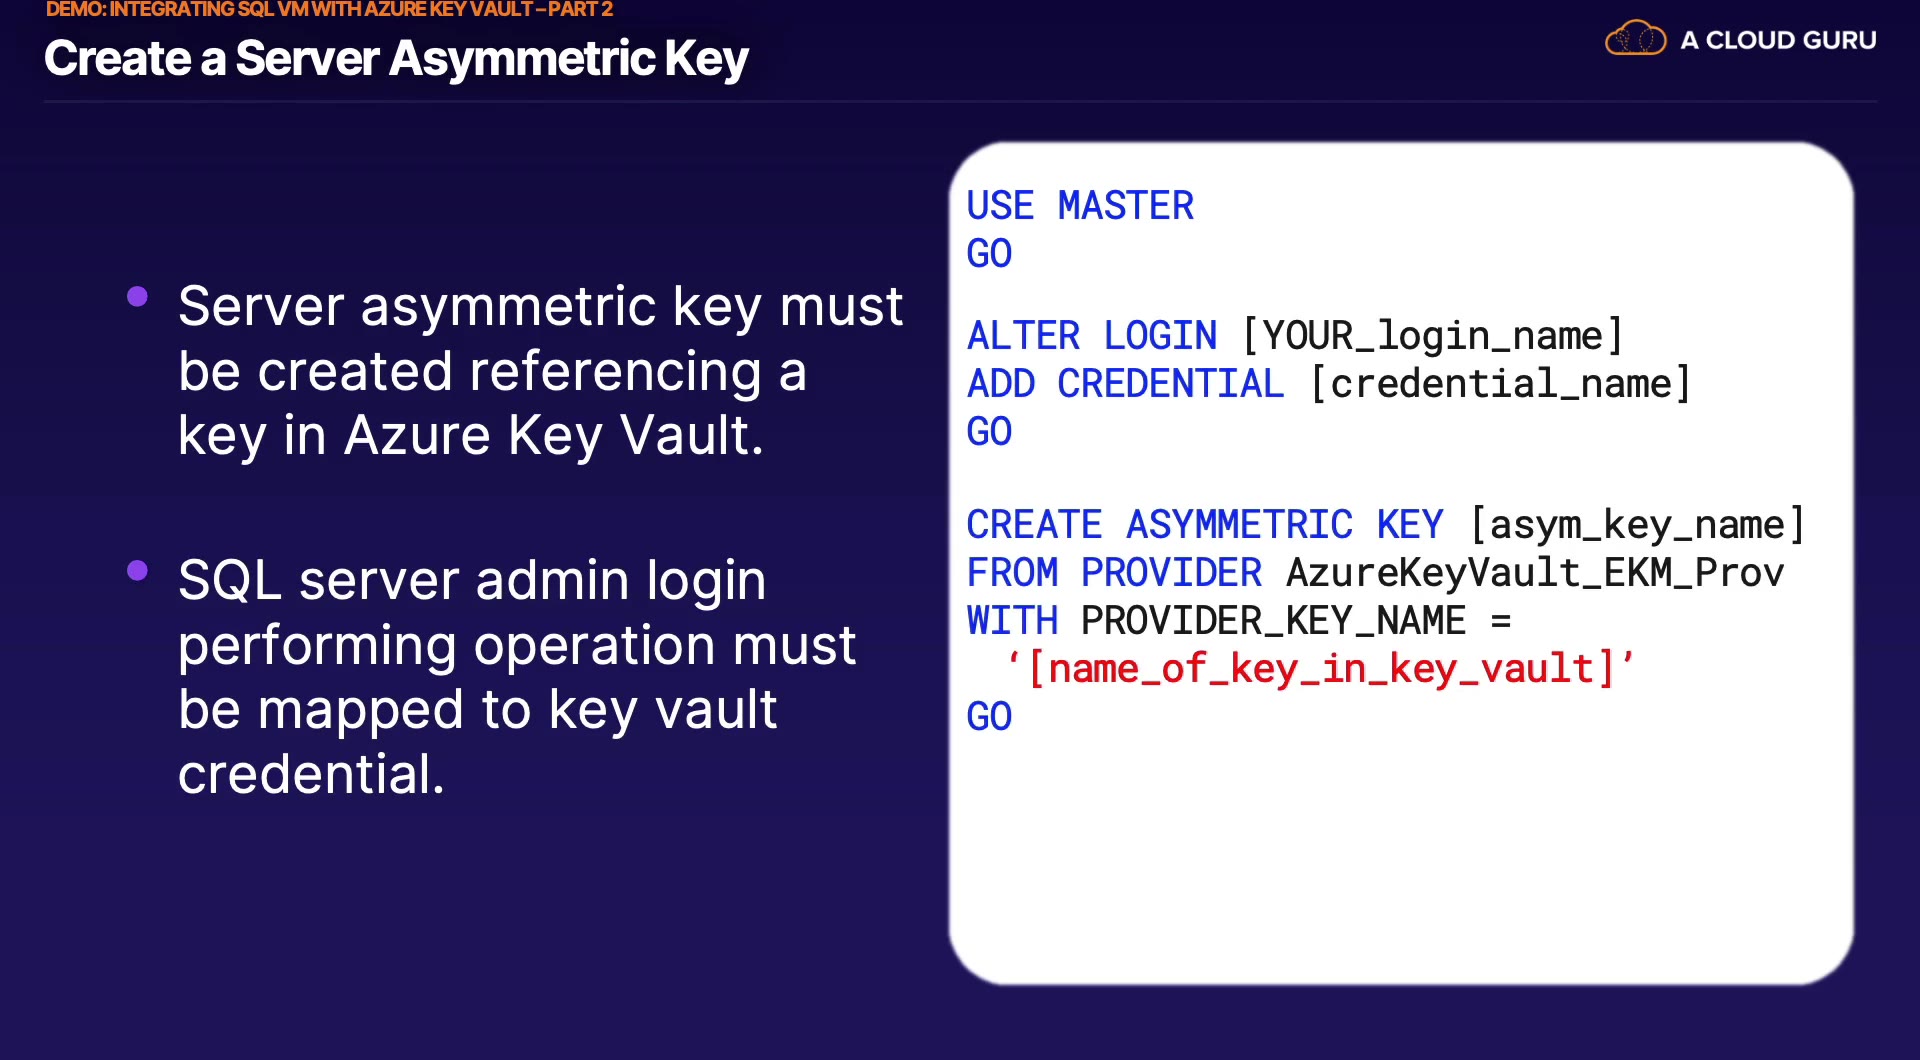 DEMO: INTEGRATING SQL VM WITH AZURE KEY VAULT – PART 2
Create a Server Asymmetric Key
A CLOUD GURU
Server asymmetric key must
be created referencing a
key in Azure Key Vault.
SQL server admin login
performing operation must
be mapped to key vault
credential.
USE MASTER
GO
ALTER LOGIN [YOUR_login_name]
ADD CREDENTIAL [credential_name]
GO
CREATE ASYMMETRIC KEY [asym_key_name]
FROM PROVIDER AzureKeyVault_EKM_Prov
WITH PROVIDER_KEY_NAME =
‘[name_of_key_in_key_vault]’
GO